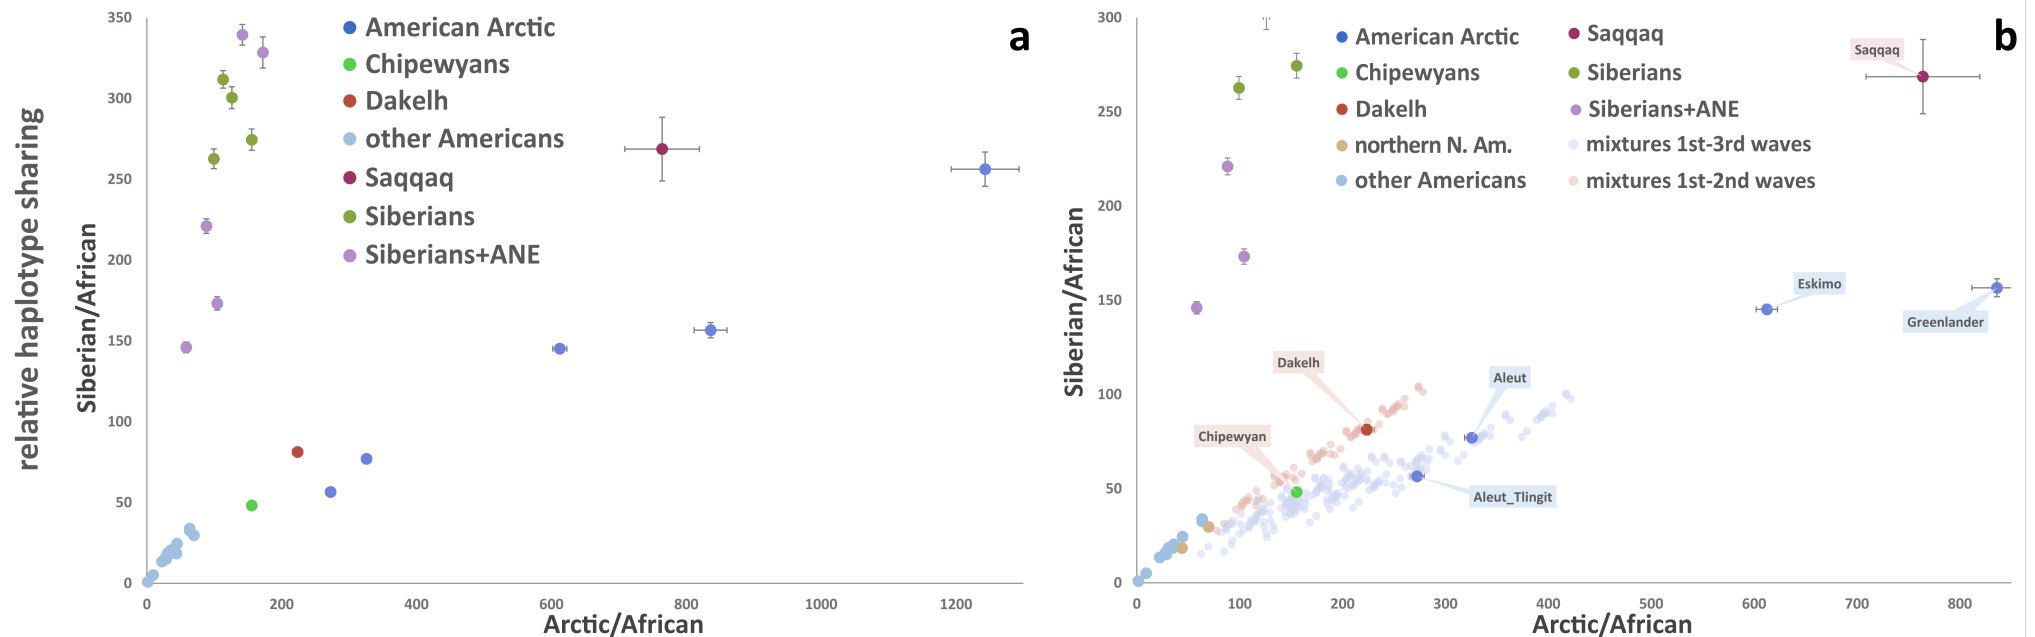 relative haplotype sharing
Siberian/African
350
300
250
200
150
100
50
0
0
200
400
600
800
1000
1200
Arctic/African
American Arctic
Chipewyans
Dakelh
other Americans
Saqqaq
Siberians
Siberians+ANE
a
Siberian/African
300
250
200
150
100
50
0
0
100
200
300
400
500
600
700
800
Arctic/African
American Arctic
Chipewyans
Dakelh
northern N. Am.
other Americans
Saqqaq
Siberians
Siberians+ANE
mixtures 1st-3rd waves
mixtures 1st-2nd waves
b
Saqqaq
Eskimo
Greenlander
Dakelh
Aleut
Chipewyan
Aleut_Tlingit